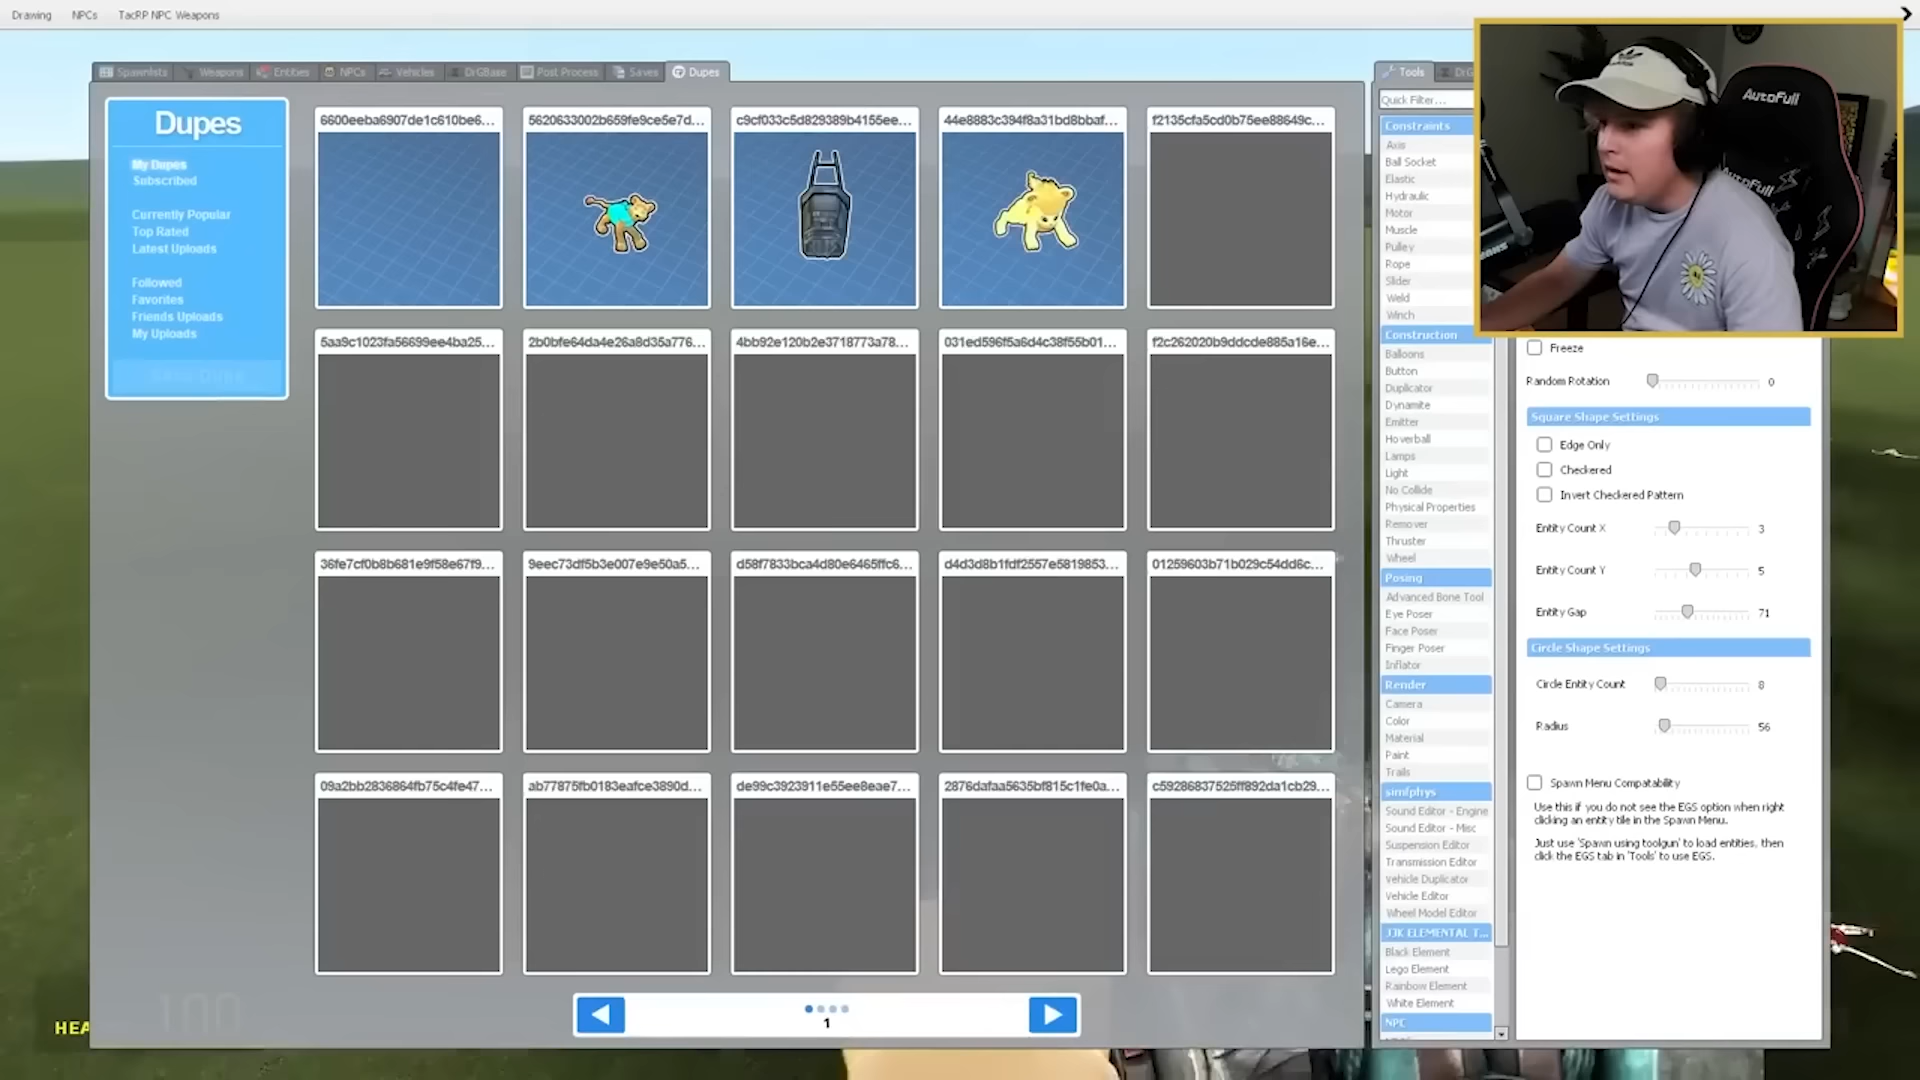 Drawing NPCs TacRP NPC Weapons
Spawnlists Weapons Entities NPCs Vehicles DrGBase Post Process Saves Dupes
Dupes
My Dupes
Subscribed
Currently Popular
Top Rated
Latest Uploads
Followed
Favorites
Friends Uploads
My Uploads
6600eeba6907de1c610be6... 5620633002b659fe9ce5e7d... c9cf033c5d829389b4155ee... 44e8883c394f8a31bd8bbaf... f2135cfa5cd0b75ee88649c...
5aa9c1023fa56699ee4ba25... 2b0bfe64da4e26a8d35a776... 4bb92e120b2e3718773a78... 031ed596f5a6d4c38f55b01... f2c262020b9ddcde885a16e...
36fe7cf0b8b681e9f58e67f9... 9eec73df5b3e007e9e50a5... d58f7833bca4d80e6465ffc6... d4d3d8b1fdf2557e5819853... 01259603b71b029c54dd6c...
09a2bb2836864fb75c4fe47... ab77875fb0183eafce3890d... de99c3923911e55ee8eae7... 2876dafaa5635bf815c1fe0a... c59286837525ff892da1cb29...
1
100
HEA
Tools DrG
Quick Filter...
Constraints
Axis
Ball Socket
Elastic
Hydraulic
Motor
Muscle
Pulley
Rope
Slider
Weld
Winch
Construction
Balloons
Button
Duplicator
Dynamite
Emitter
Hoverball
Lamps
Light
No Collide
Physical Properties
Remover
Thruster
Wheel
Posing
Advanced Bone Tool
Eye Poser
Face Poser
Finger Poser
Inflator
Render
Camera
Color
Material
Paint
Trails
simfphys
Sound Editor - Engine
Sound Editor - Misc
Suspension Editor
Transmission Editor
Vehicle Duplicator
Vehicle Editor
Wheel Model Editor
JJK ELEMENTAL T...
Black Element
Lego Element
Rainbow Element
White Element
NPC
AutoFull
AutoFull
Freeze
Random Rotation 0
Square Shape Settings
Edge Only
Checkered
Invert Checkered Pattern
Entity Count X 3
Entity Count Y 5
Entity Gap 71
Circle Shape Settings
Circle Entity Count 8
Radius 56
Spawn Menu Compatability
Use this if you do not see the EGS option when right
clicking an entity tile in the Spawn Menu.
Just use 'Spawn using toolgun' to load entities, then
click the EGS tab in 'Tools' to use EGS.